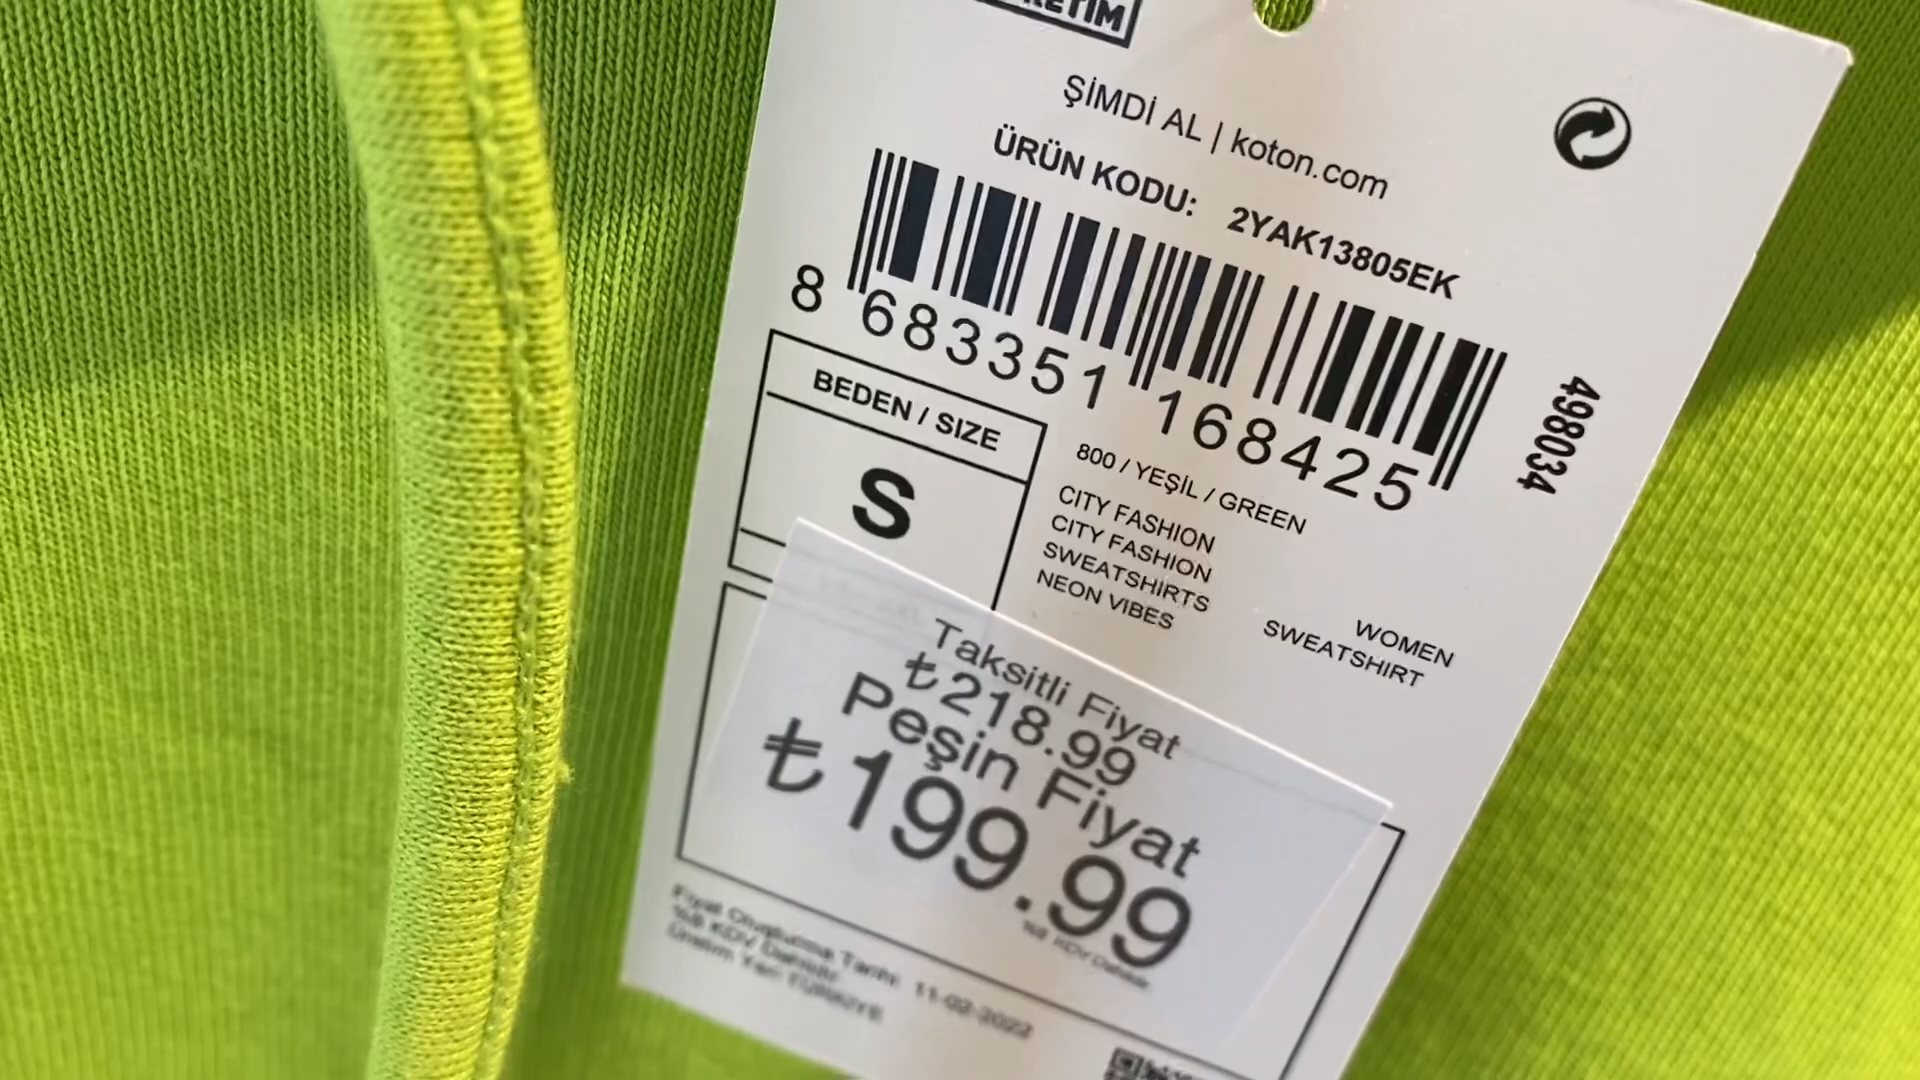 ŞİMDİ AL | koton.com
ÜRÜN KODU: 2YAK13805EK
8 683351 168425
498034
BEDEN / SIZE
S
800 / YEŞİL / GREEN
CITY FASHION
CITY FASHION
SWEATSHIRTS
NEON VIBES
WOMEN
SWEATSHIRT
Taksitli Fiyat
₺218.99
Peşin Fiyat
₺199.99
%8 KDV Dahildir.
Fiyat Oluşturma Tarihi: 11-02-2022
%8 KDV Dahildir.
Üretim Yeri TÜRKİYE